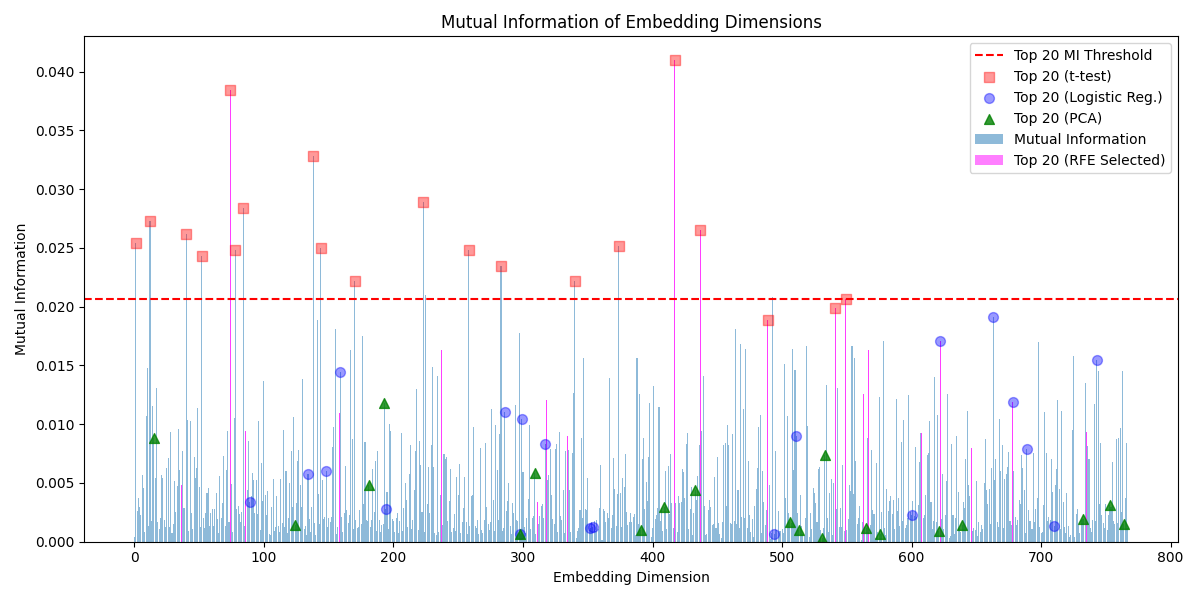 Mutual Information of Embedding Dimensions
Top 20 MI Threshold
Top 20 (t-test)
Top 20 (Logistic Reg.)
Top 20 (PCA)
Mutual Information
Top 20 (RFE Selected)
Mutual Information
0.040
0.035
0.030
0.025
0.020
0.015
0.010
0.005
0.000
0 100 200 300 400 500 600 700 800
Embedding Dimension